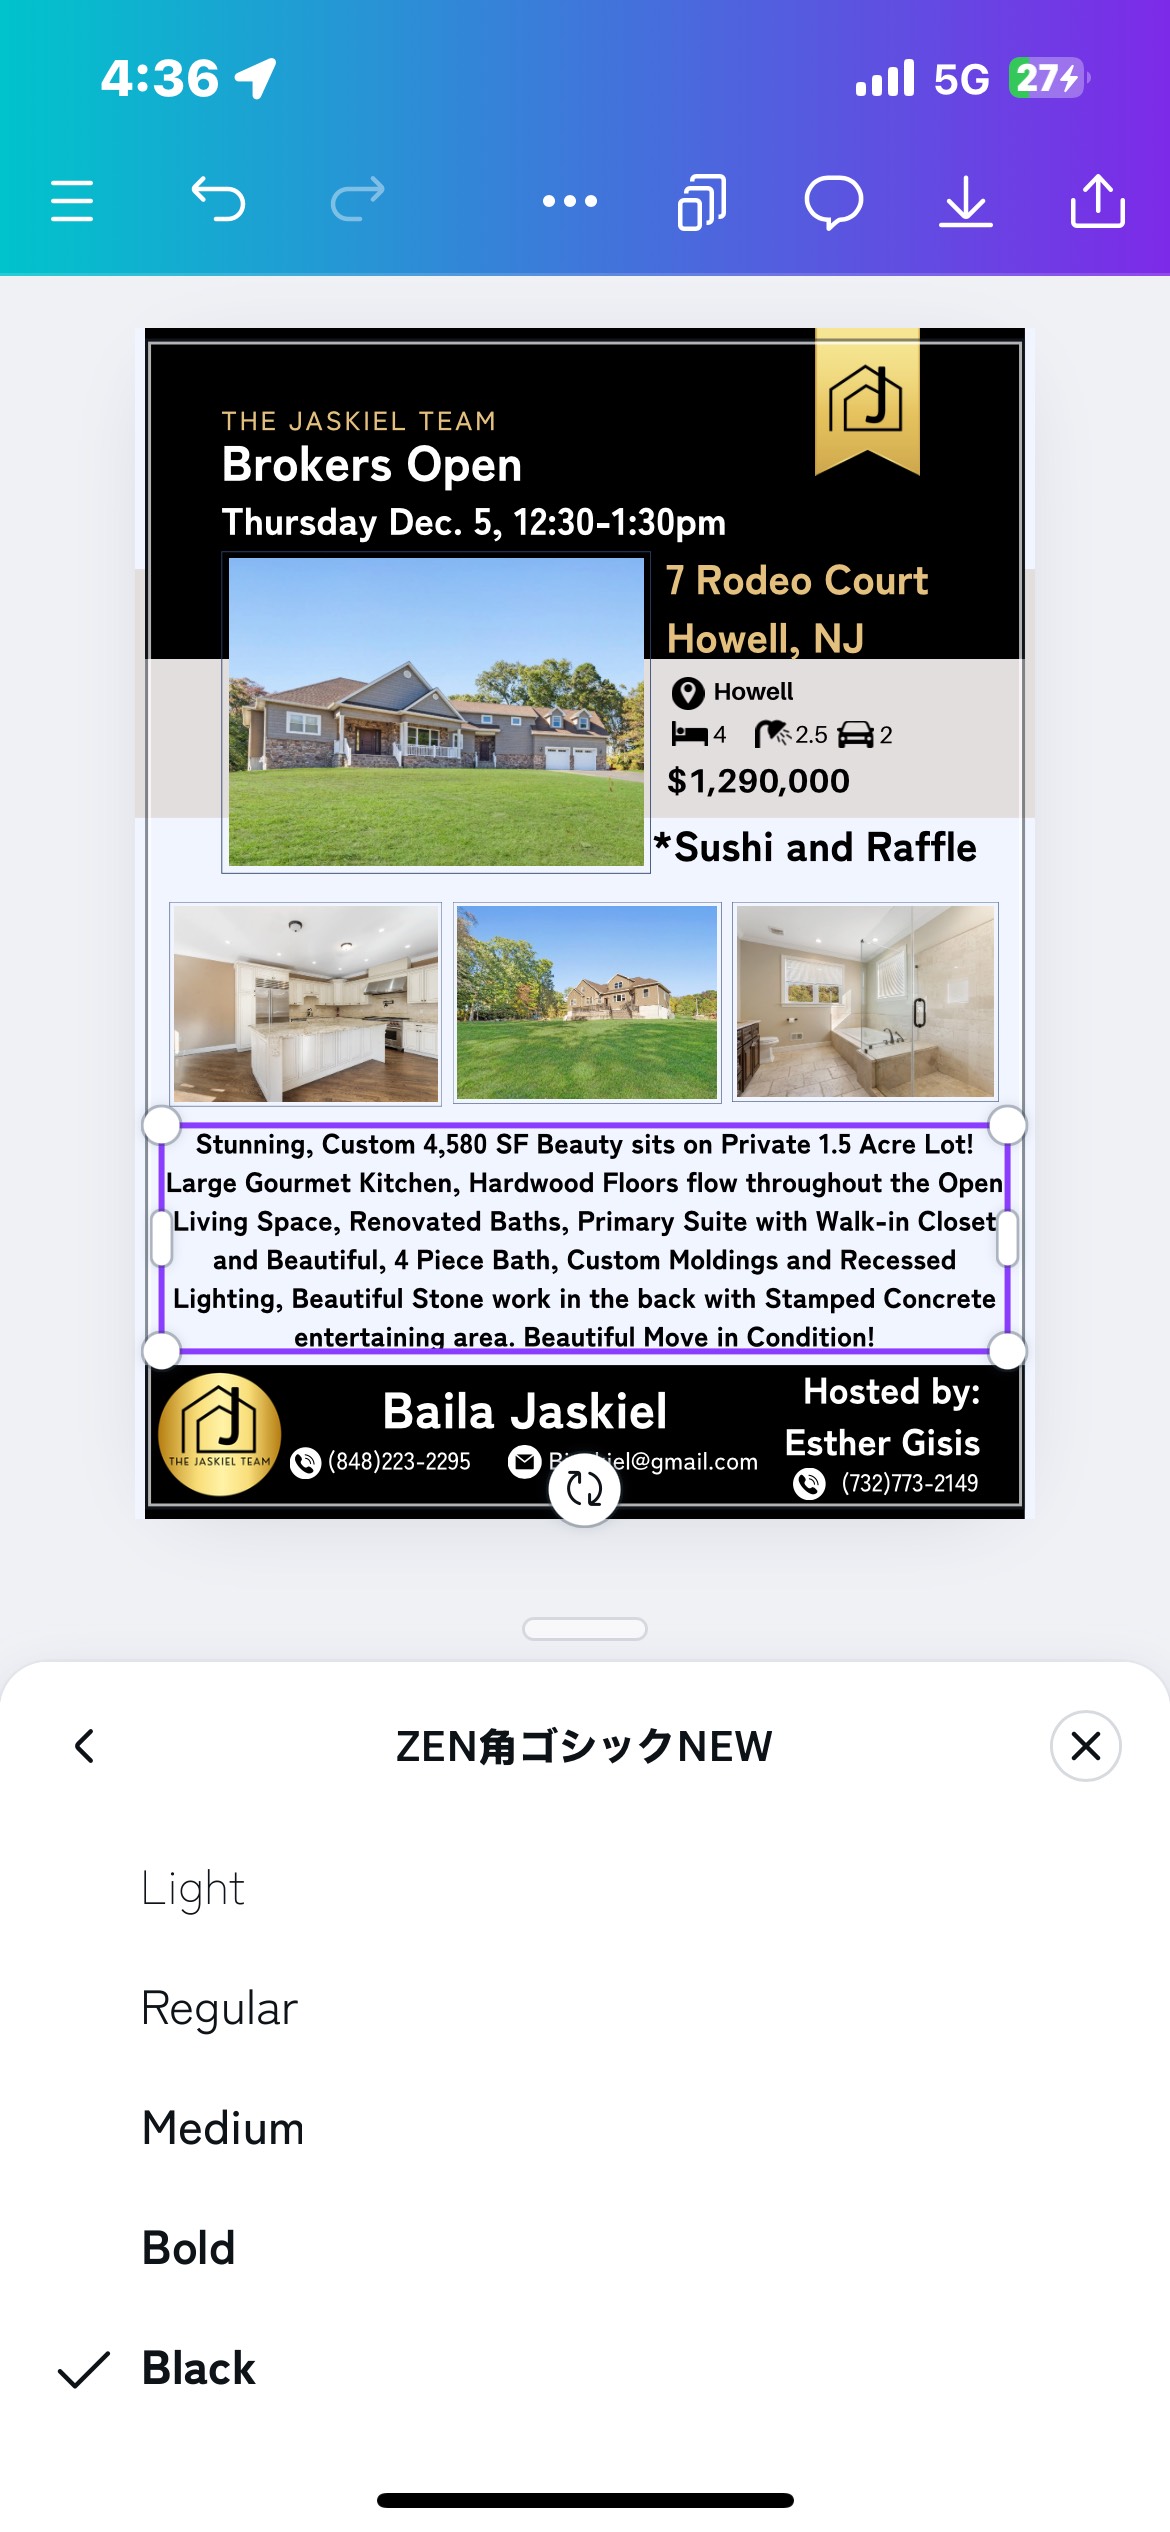 4:36
5G
27
THE JASKIEL TEAM
Brokers Open
Thursday Dec. 5, 12:30-1:30pm
7 Rodeo Court
Howell, NJ
Howell
4 2.5 2
$1,290,000
*Sushi and Raffle
Stunning, Custom 4,580 SF Beauty sits on Private 1.5 Acre Lot!
Large Gourmet Kitchen, Hardwood Floors flow throughout the Open
Living Space, Renovated Baths, Primary Suite with Walk-in Closet
and Beautiful, 4 Piece Bath, Custom Moldings and Recessed
Lighting, Beautiful Stone work in the back with Stamped Concrete
entertaining area. Beautiful Move in Condition!
THE JASKIEL TEAM
Baila Jaskiel
(848)223-2295
Hosted by:
Esther Gisis
(732)773-2149
ZEN角ゴシックNEW
Light
Regular
Medium
Bold
Black